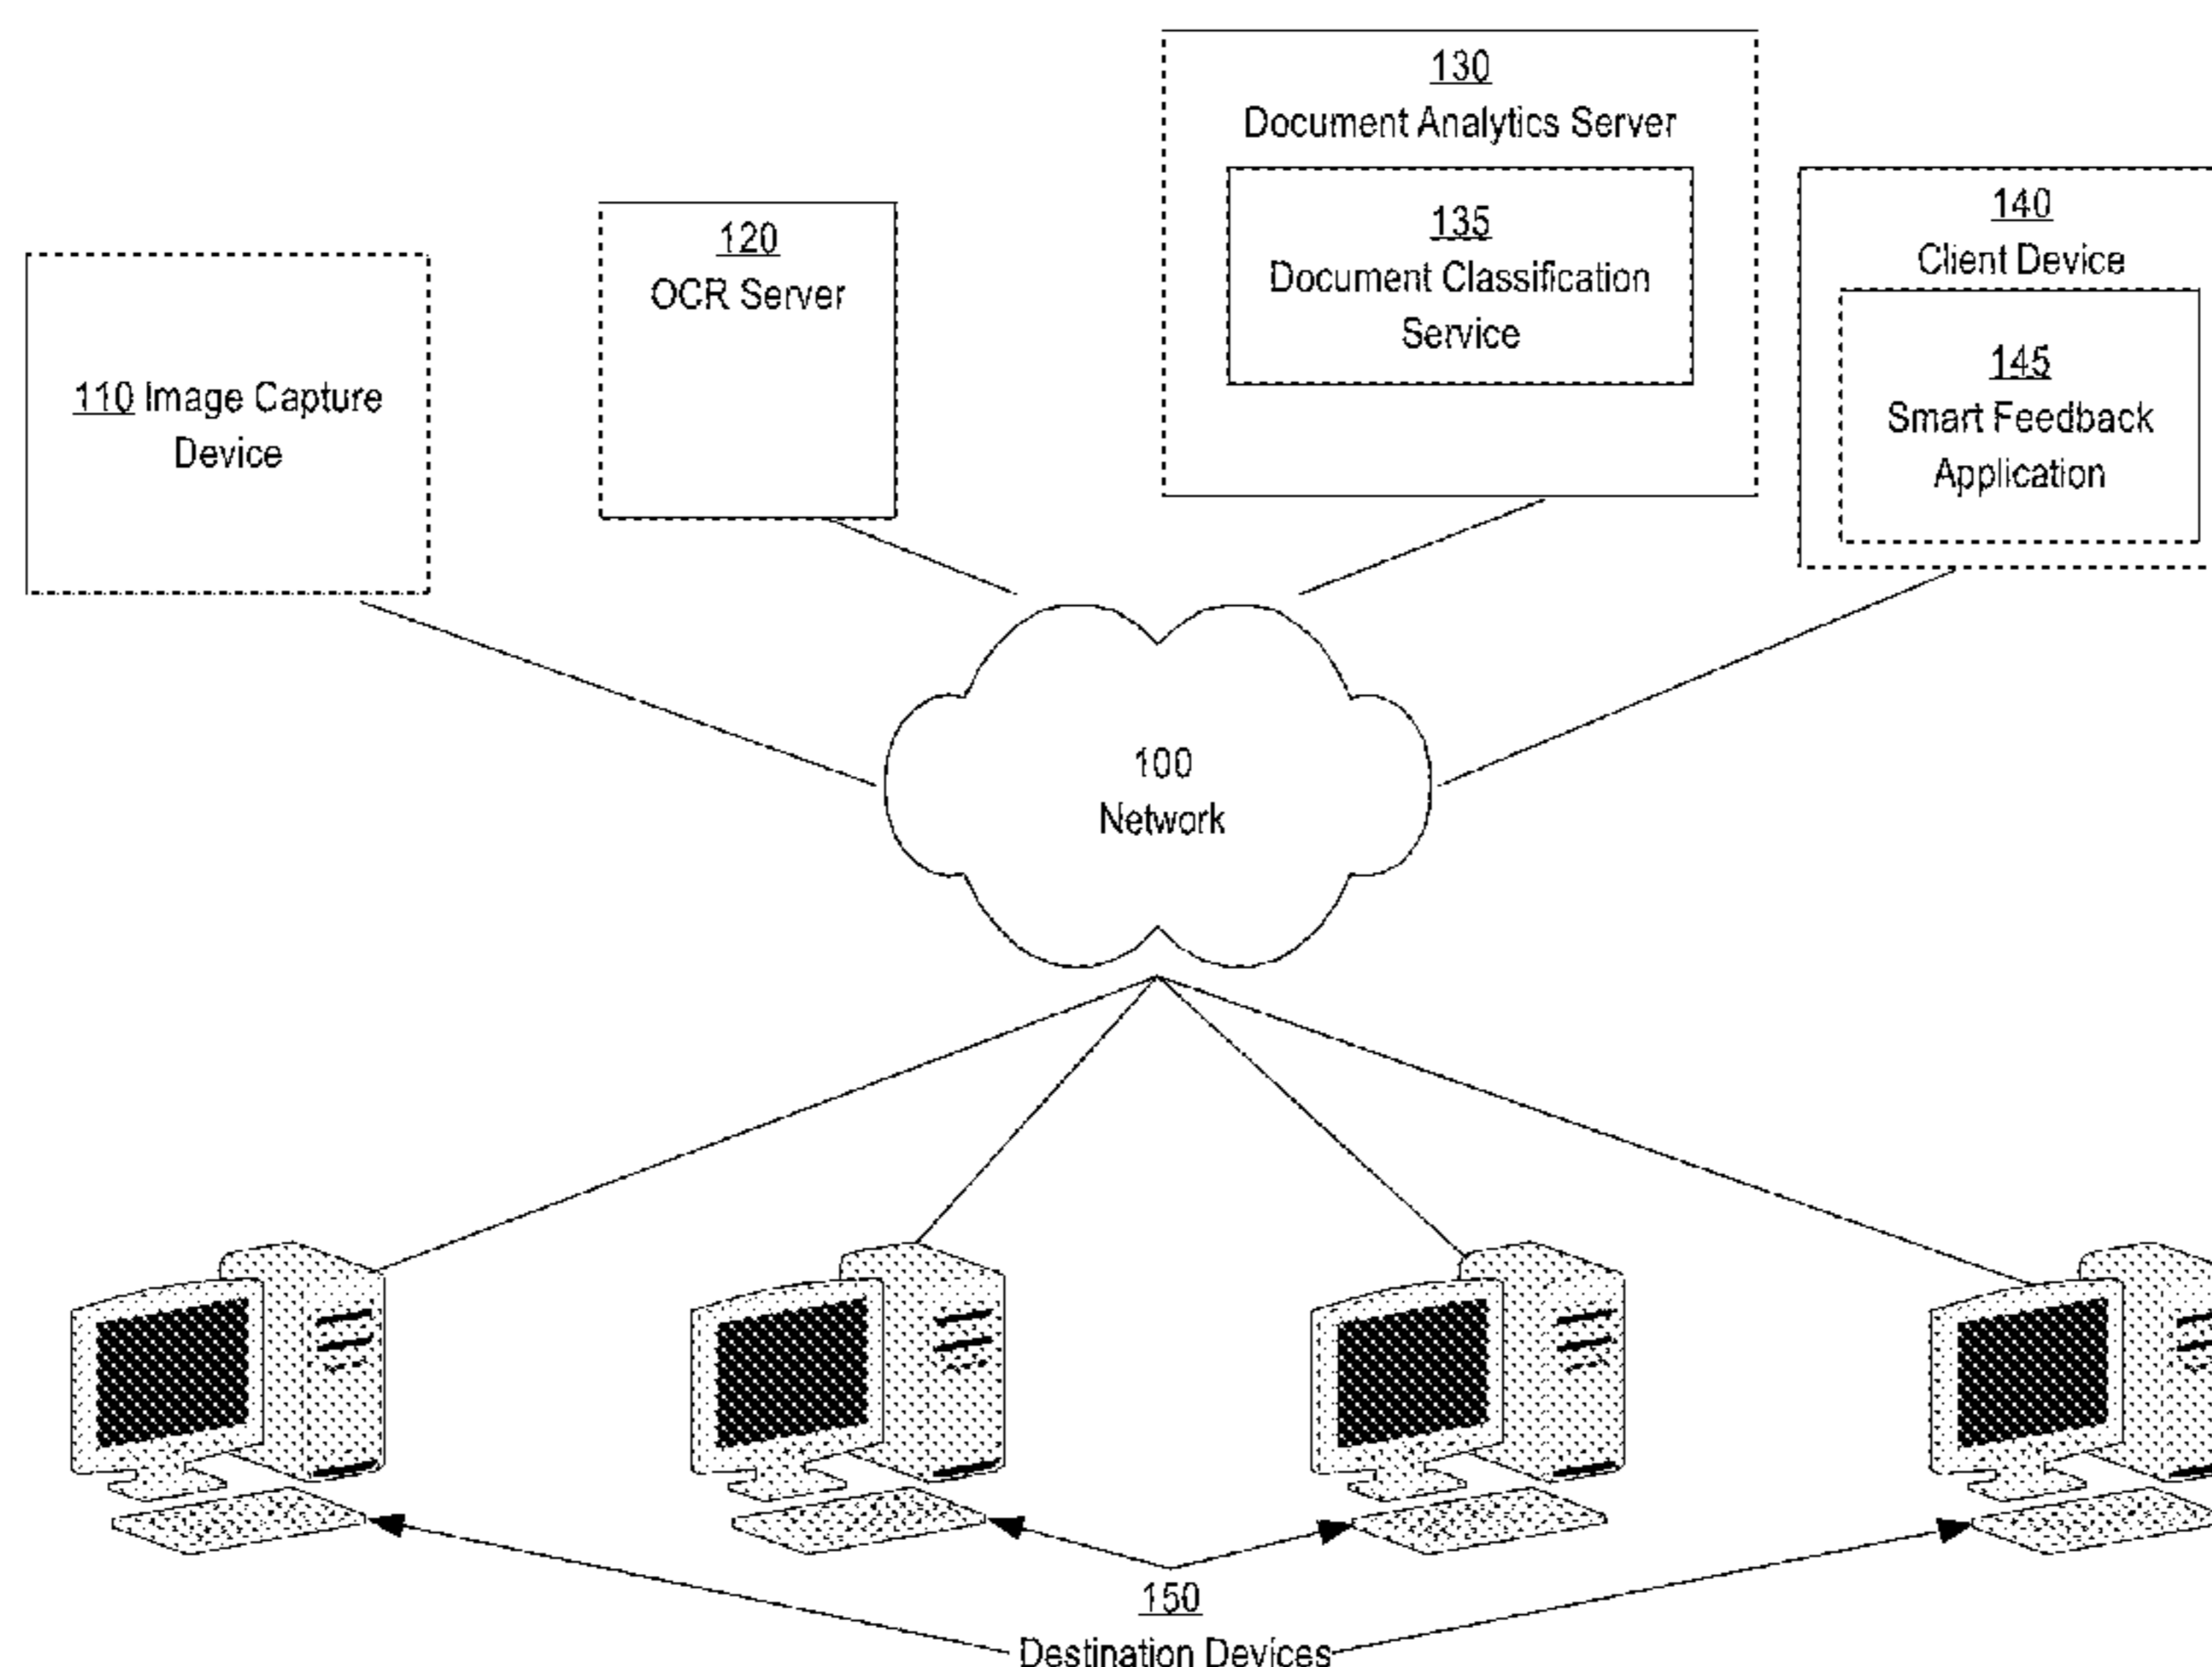 130
Document Analytics Server
135
Document Classification
Service
140
Client Device
145
Smart Feedback
Application
120
OCR Server
110 Image Capture
Device
100
Network
150
Destination Devices